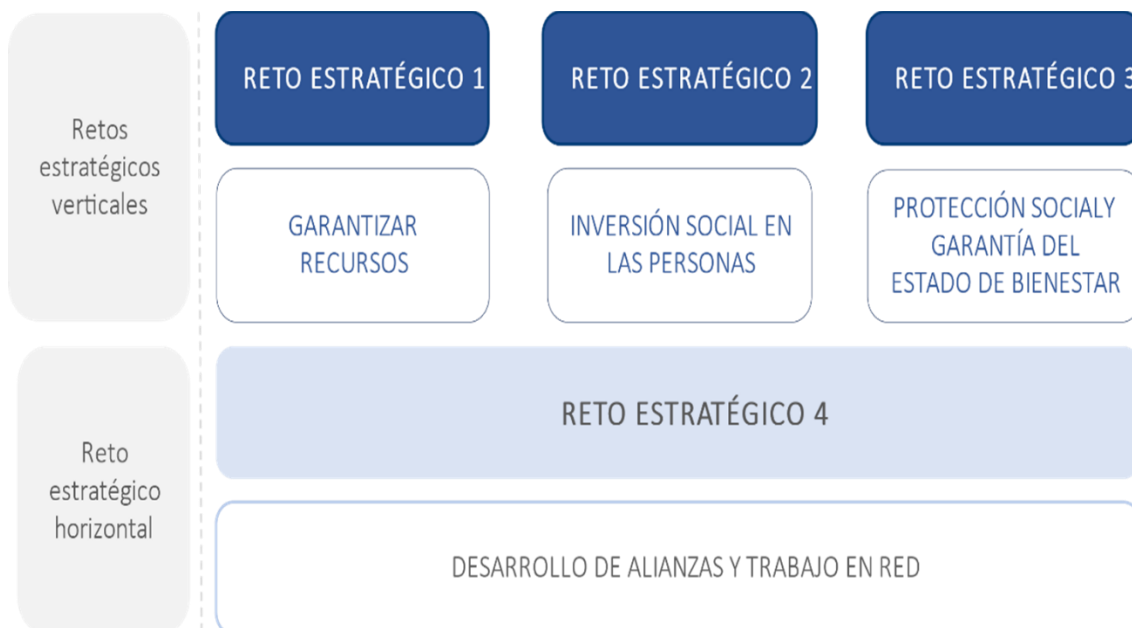 Retos
estratégicos
verticales
RETO ESTRATÉGICO 1
RETO ESTRATÉGICO 2
RETO ESTRATÉGICO 3
GARANTIZAR
RECURSOS
INVERSIÓN SOCIAL EN
LAS PERSONAS
PROTECCIÓN SOCIALY
GARANTÍA DEL
ESTADO DE BIENESTAR
Reto
estratégico
horizontal
RETO ESTRATÉGICO 4
DESARROLLO DE ALIANZAS Y TRABAJO EN RED